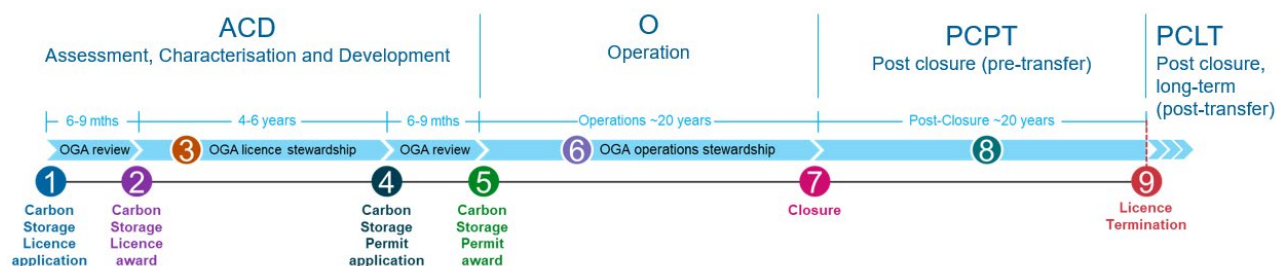 ACD
Assessment, Characterisation and Development
O
Operation
PCPT
Post closure (pre-transfer)
PCLT
Post closure,
long-term
(post-transfer)
6-9 mths
4-6 years
6-9 mths
Operations ~20 years
Post-Closure ~20 years
OGA review
3
OGA licence stewardship
OGA review
6
OGA operations stewardship
8
1
2
4
5
7
9
Carbon
Storage
Licence
application
Carbon
Storage
Licence
award
Carbon
Storage
Permit
application
Carbon
Storage
Permit
award
Closure
Licence
Termination